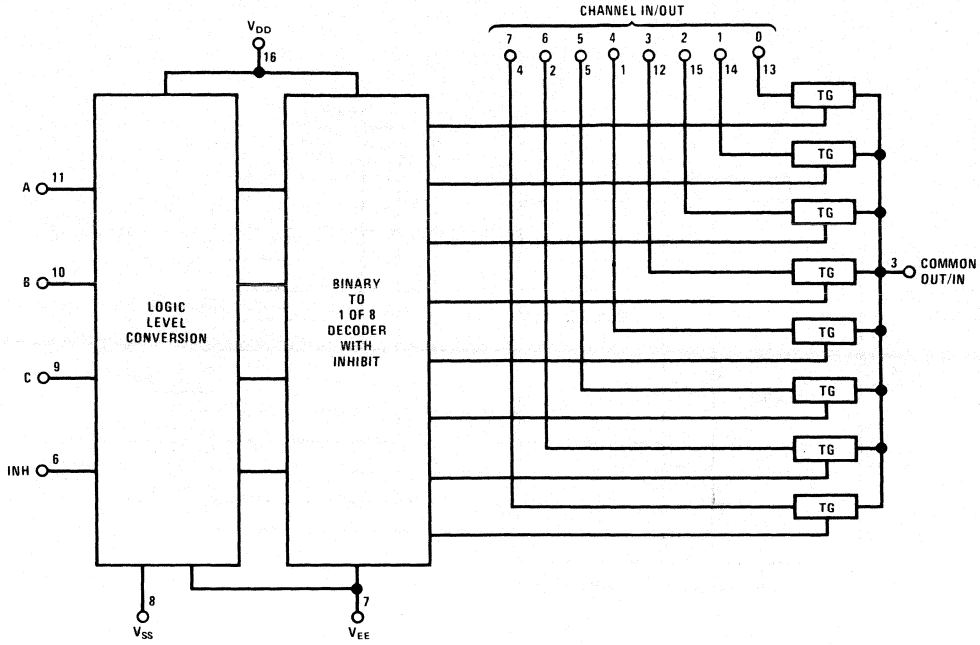 CHANNEL IN/OUT
VDD
16
7 6 5 4 3 2 1 0
4 2 5 1 12 15 14 13
TG
TG
TG
TG
TG
TG
TG
TG
A 11
B 10
C 9
INH 6
LOGIC
LEVEL
CONVERSION
BINARY
TO
1 OF 8
DECODER
WITH
INHIBIT
3 COMMON
OUT/IN
8
VSS
7
VEE